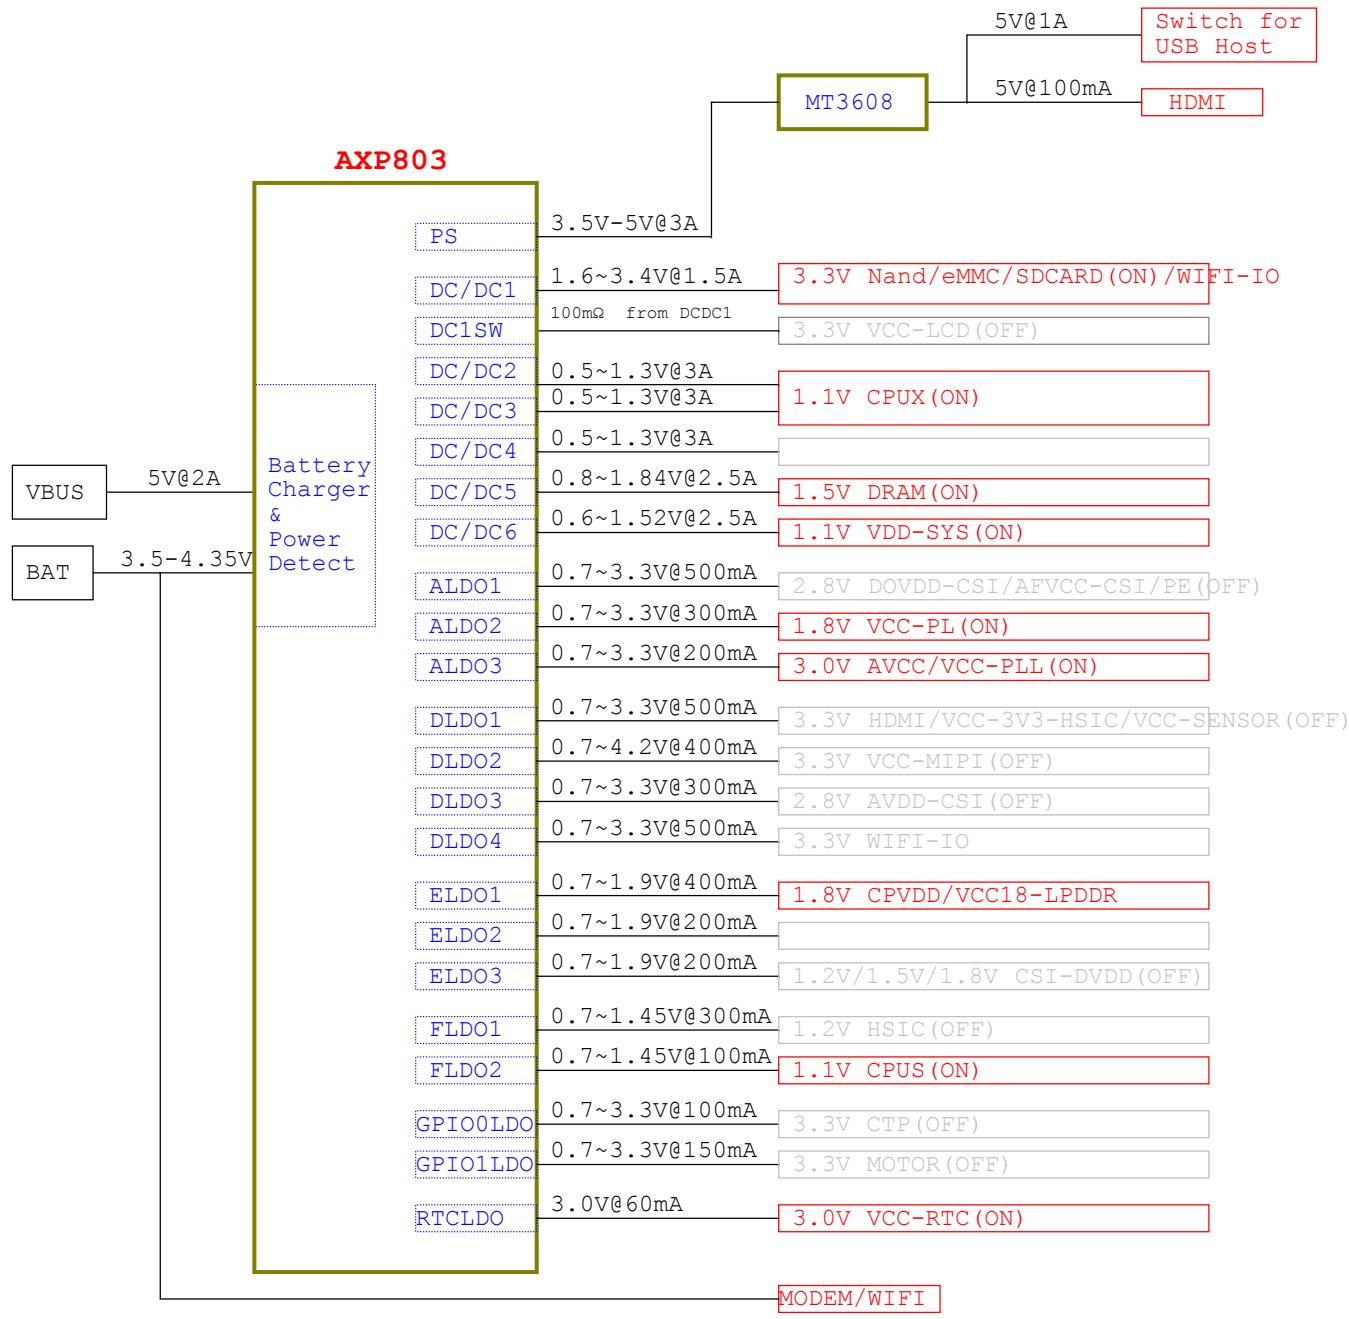 5V@1A
Switch for
USB Host
5V@100mA
MT3608
HDMI
AXP803
PS
3.5V-5V@3A
DC/DC1
1.6~3.4V@1.5A
3.3V Nand/eMMC/SDCARD(ON)/WIFI-IO
DC1SW
100mΩ from DCDC1
3.3V VCC-LCD(OFF)
DC/DC2
0.5~1.3V@3A
DC/DC3
0.5~1.3V@3A
1.1V CPUX(ON)
DC/DC4
0.5~1.3V@3A
VBUS
5V@2A
BAT
3.5-4.35V
Battery
Charger
&
Power
Detect
DC/DC5
0.8~1.84V@2.5A
1.5V DRAM(ON)
DC/DC6
0.6~1.52V@2.5A
1.1V VDD-SYS(ON)
ALDO1
0.7~3.3V@500mA
2.8V DOVDD-CSI/AFVCC-CSI/PE(OFF)
ALDO2
0.7~3.3V@300mA
1.8V VCC-PL(ON)
ALDO3
0.7~3.3V@200mA
3.0V AVCC/VCC-PLL(ON)
DLDO1
0.7~3.3V@500mA
3.3V HDMI/VCC-3V3-HSIC/VCC-SENSOR(OFF)
DLDO2
0.7~4.2V@400mA
3.3V VCC-MIPI(OFF)
DLDO3
0.7~3.3V@300mA
2.8V AVDD-CSI(OFF)
DLDO4
0.7~3.3V@500mA
3.3V WIFI-IO
ELDO1
0.7~1.9V@400mA
1.8V CPVDD/VCC18-LPDDR
ELDO2
0.7~1.9V@200mA
ELDO3
0.7~1.9V@200mA
1.2V/1.5V/1.8V CSI-DVDD(OFF)
FLDO1
0.7~1.45V@300mA
1.2V HSIC(OFF)
FLDO2
0.7~1.45V@100mA
1.1V CPUS(ON)
GPIO0LDO
0.7~3.3V@100mA
3.3V CTP(OFF)
GPIO1LDO
0.7~3.3V@150mA
3.3V MOTOR(OFF)
RTCLDO
3.0V@60mA
3.0V VCC-RTC(ON)
MODEM/WIFI